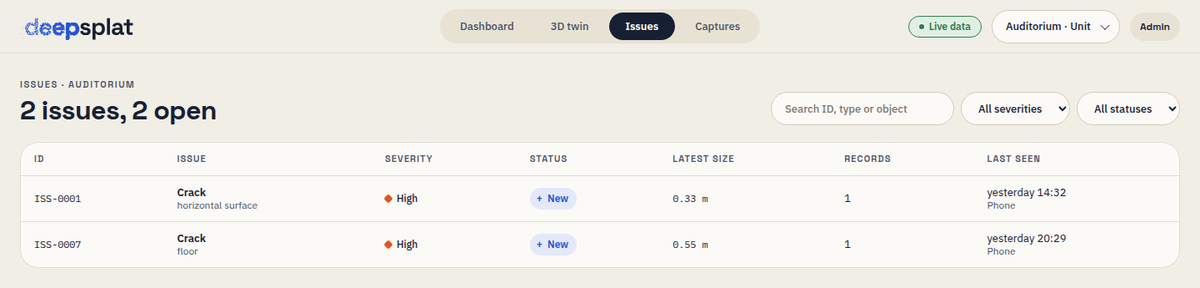 deepsplat
Dashboard 3D twin Issues Captures
Live data Auditorium · Unit Admin
ISSUES · AUDITORIUM
2 issues, 2 open
Search ID, type or object All severities All statuses
ID ISSUE SEVERITY STATUS LATEST SIZE RECORDS LAST SEEN
ISS-0001 Crack High + New 0.33 m 1 yesterday 14:32
horizontal surface Phone
ISS-0007 Crack High + New 0.55 m 1 yesterday 20:29
floor Phone